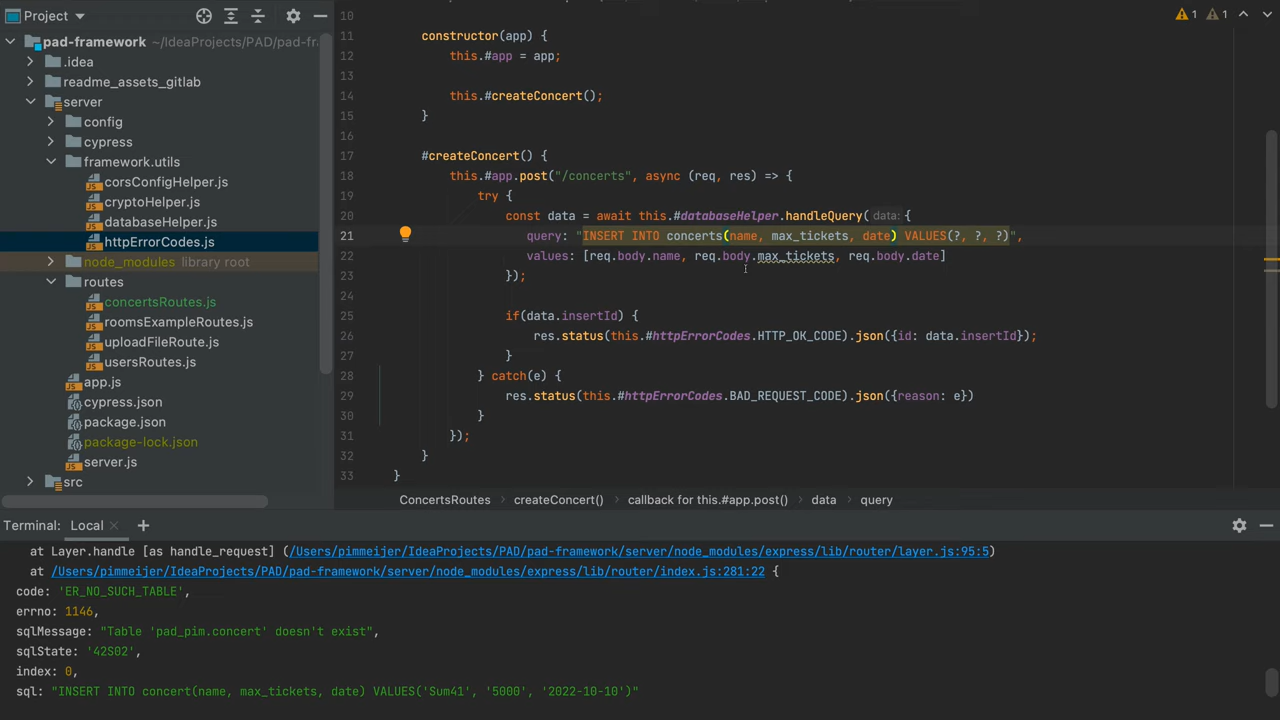 Project
pad-framework ~/IdeaProjects/PAD/pad-fr
.idea
readme_assets_gitlab
server
config
cypress
framework.utils
corsConfigHelper.js
cryptoHelper.js
databaseHelper.js
httpErrorCodes.js
node_modules library root
routes
concertsRoutes.js
roomsExampleRoutes.js
uploadFileRoute.js
usersRoutes.js
app.js
cypress.json
package.json
package-lock.json
server.js
src
1 1
10
11 constructor(app) {
12 this.#app = app;
13
14 this.#createConcert();
15 }
16
17 #createConcert() {
18 this.#app.post("/concerts", async (req, res) => {
19 try {
20 const data = await this.#databaseHelper.handleQuery( data: {
21 query: "INSERT INTO concerts(name, max_tickets, date) VALUES(?, ?, ?)",
22 values: [req.body.name, req.body.max_tickets, req.body.date]
23 });
24
25 if(data.insertId) {
26 res.status(this.#httpErrorCodes.HTTP_OK_CODE).json({id: data.insertId});
27 }
28 } catch(e) {
29 res.status(this.#httpErrorCodes.BAD_REQUEST_CODE).json({reason: e})
30 }
31 });
32 }
33 }
ConcertsRoutes createConcert() callback for this.#app.post() data query
Terminal: Local
at Layer.handle [as handle_request] (/Users/pimmeijer/IdeaProjects/PAD/pad-framework/server/node_modules/express/lib/router/layer.js:95:5)
at /Users/pimmeijer/IdeaProjects/PAD/pad-framework/server/node_modules/express/lib/router/index.js:281:22 {
code: 'ER_NO_SUCH_TABLE',
errno: 1146,
sqlMessage: "Table 'pad_pim.concert' doesn't exist",
sqlState: '42S02',
index: 0,
sql: "INSERT INTO concert(name, max_tickets, date) VALUES('Sum41', '5000', '2022-10-10')"